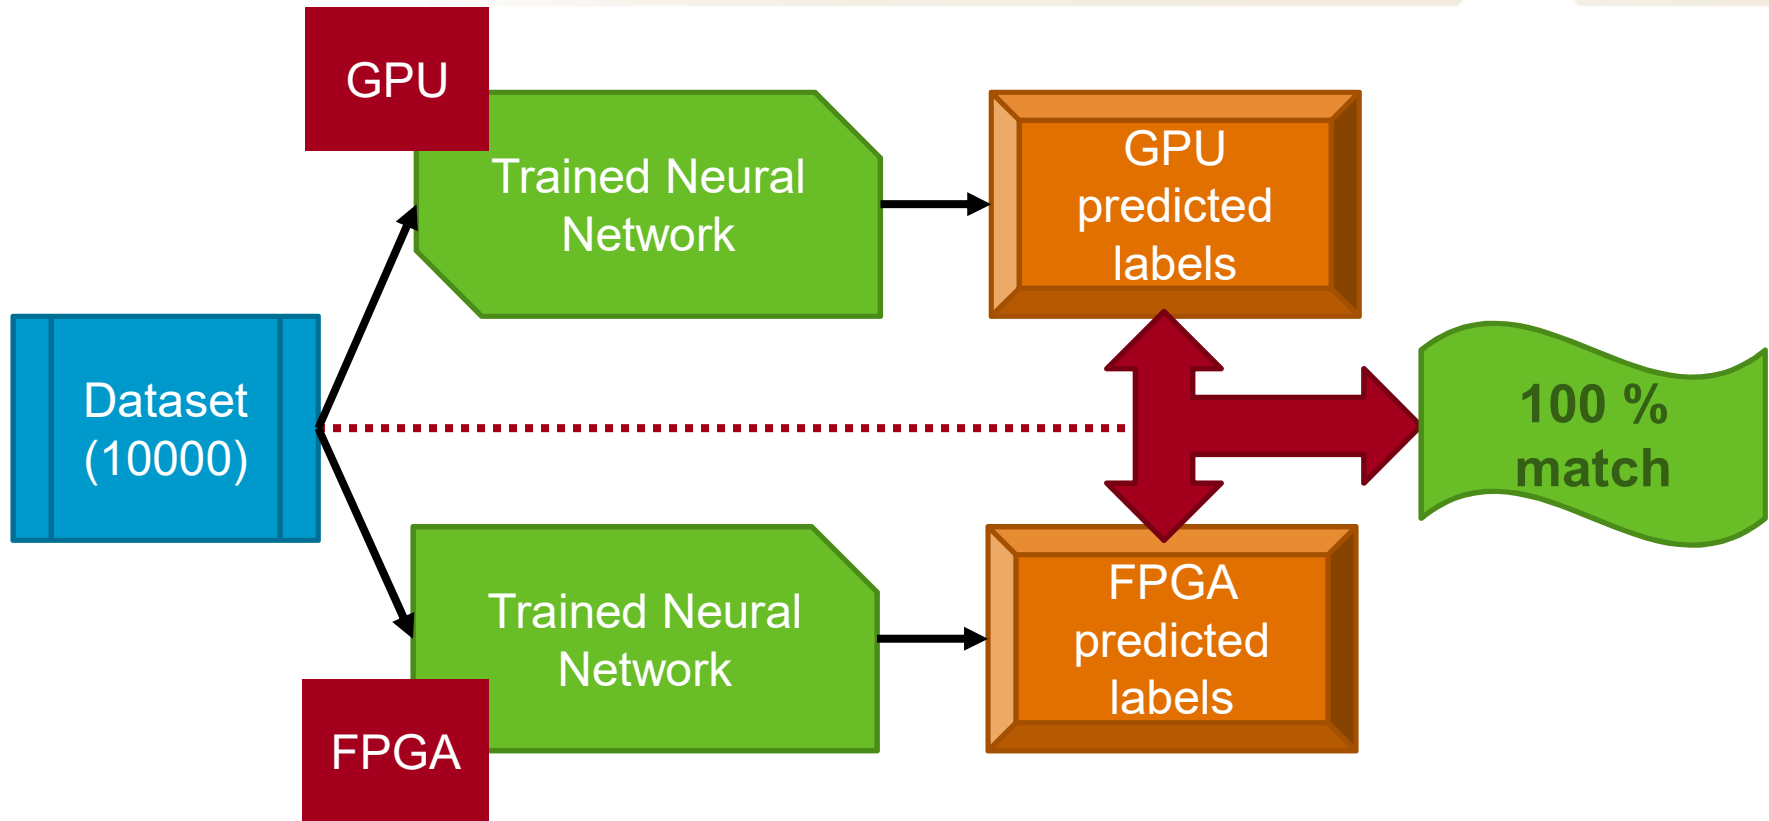 GPU
Trained Neural
Network
GPU
predicted
labels
Dataset
(10000)
100 %
match
Trained Neural
Network
FPGA
FPGA
predicted
labels